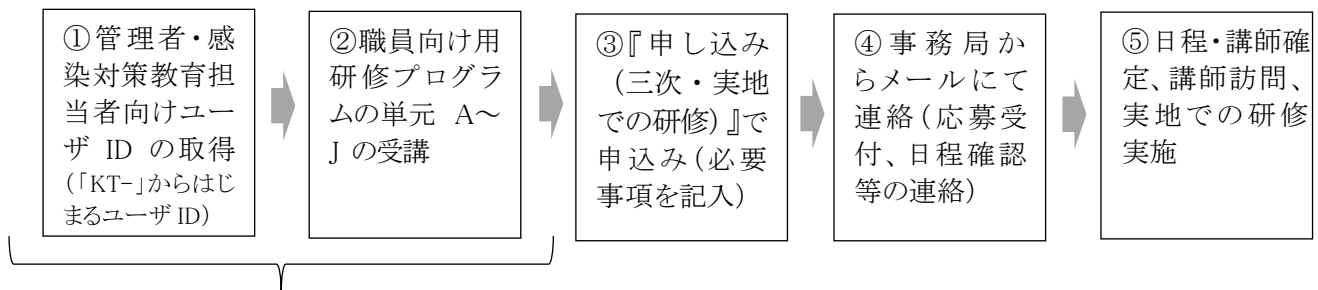 ①管理者・感
染対策教育担
当者向けユー
ザ ID の取得
(「KT-」からはじ
まるユーザ ID)
②職員向け用
研修プログラ
ムの単元 A～
J の受講
③『申し込み
(三次・実地
での研修)』で
申込み(必要
事項を記入)
④事務局か
らメールにて
連絡(応募受
付、日程確認
等の連絡)
⑤日程・講師確
定、講師訪問、
実地での研修
実施